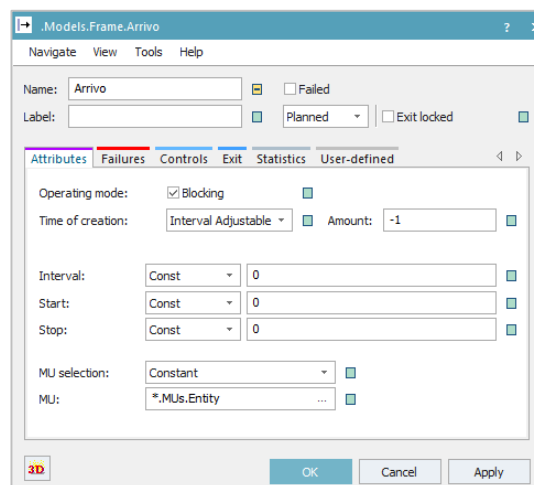 .Models.Frame.Arrivo ?
Navigate View Tools Help
Name: Arrivo Failed
Label: Planned Exit locked
Attributes Failures Controls Exit Statistics User-defined
Operating mode: Blocking
Time of creation: Interval Adjustable Amount: -1
Interval: Const 0
Start: Const 0
Stop: Const 0
MU selection: Constant
MU: *.MUs.Entity ...
3D OK Cancel Apply